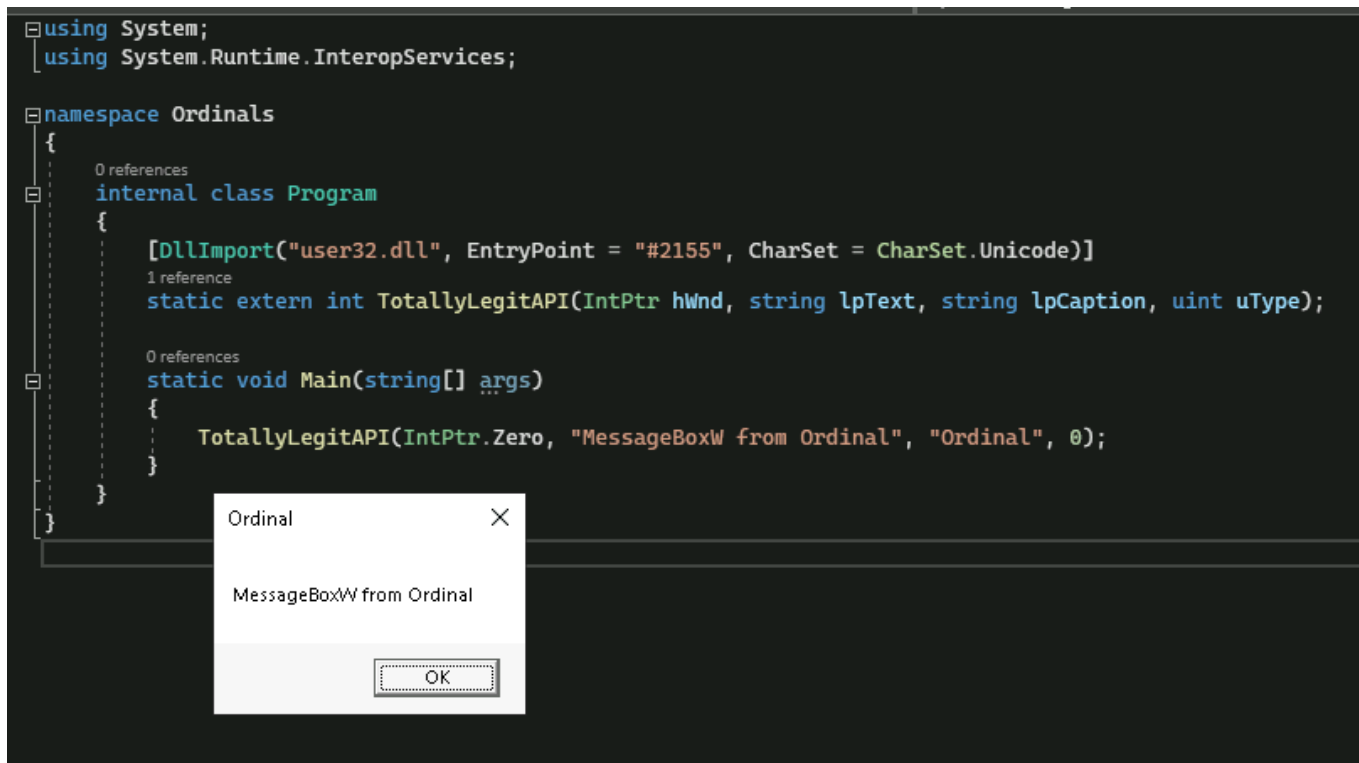 using System;
using System.Runtime.InteropServices;
namespace Ordinals
{
0 references
internal class Program
{
[DllImport("user32.dll", EntryPoint = "#2155", CharSet = CharSet.Unicode)]
1 reference
static extern int TotallyLegitAPI(IntPtr hWnd, string lpText, string lpCaption, uint uType);
0 references
static void Main(string[] args)
{
TotallyLegitAPI(IntPtr.Zero, "MessageBoxW from Ordinal", "Ordinal", 0);
}
}
}
Ordinal
MessageBoxW from Ordinal
OK